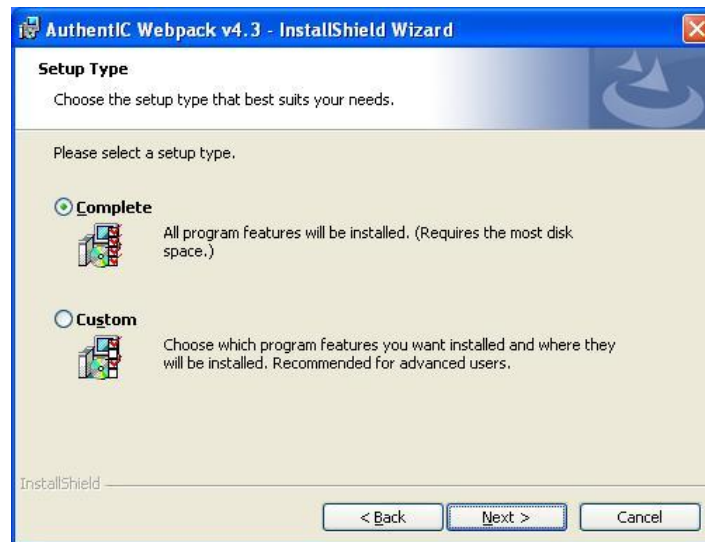 AuthentIC Webpack v4.3 - InstallShield Wizard
Setup Type
Choose the setup type that best suits your needs.
Please select a setup type.
Complete
All program features will be installed. (Requires the most disk
space.)
Custom
Choose which program features you want installed and where they
will be installed. Recommended for advanced users.
InstallShield
< Back
Next >
Cancel